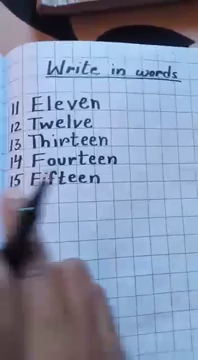 Write in words
11 Eleven
12 Twelve
13 Thirteen
14 Fourteen
15 Fifteen